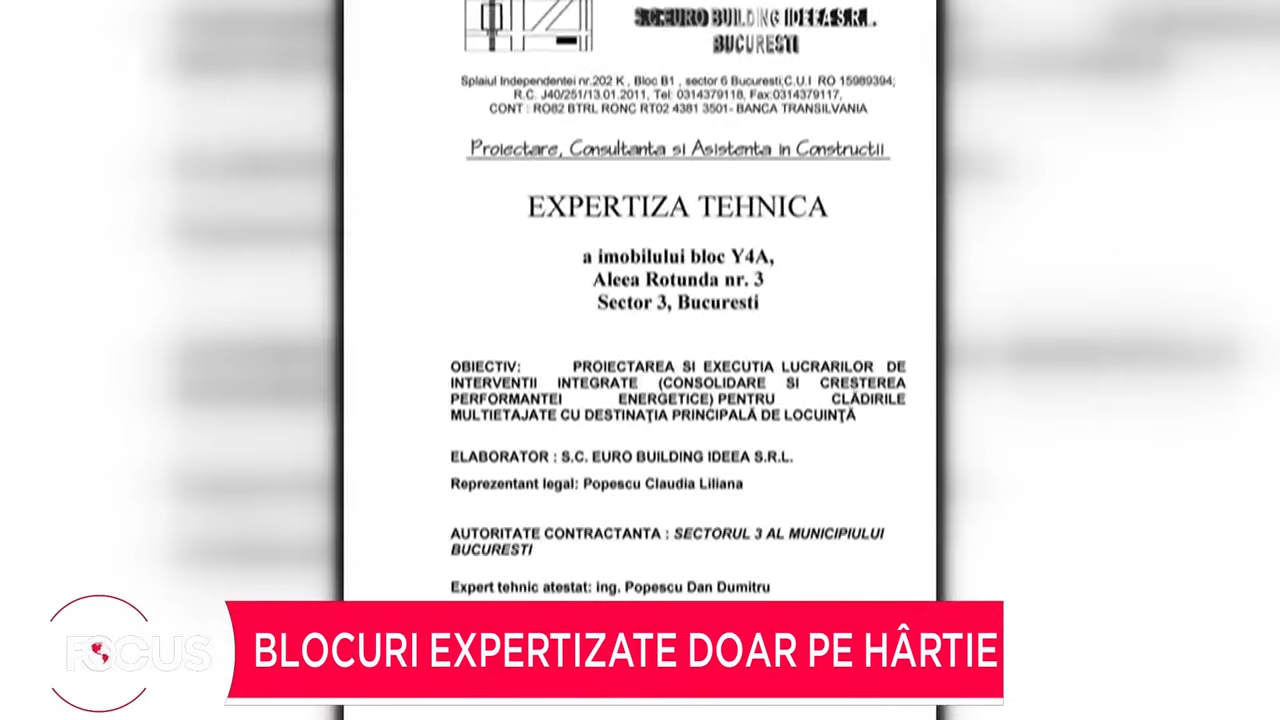 S.C. EURO BUILDING IDEEA S.R.L.
BUCURESTI
Splaiul Independentei nr.202 K , Bloc B1 , sector 6 Bucuresti;C.U.I RO 15989394;
R.C. J40/251/13.01.2011, Tel: 0314379118, Fax:0314379117,
CONT : RO82 BTRL RONC RT02 4381 3501- BANCA TRANSILVANIA
Proiectare, Consultanta si Asistenta in Constructii
EXPERTIZA TEHNICA
a imobilului bloc Y4A,
Aleea Rotunda nr. 3
Sector 3, Bucuresti
OBIECTIV: PROIECTAREA SI EXECUTIA LUCRARILOR DE
INTERVENTII INTEGRATE (CONSOLIDARE SI CRESTEREA
PERFORMANTEI ENERGETICE) PENTRU CLĂDIRILE
MULTIETAJATE CU DESTINAŢIA PRINCIPALĂ DE LOCUINŢĂ
ELABORATOR : S.C. EURO BUILDING IDEEA S.R.L.
Reprezentant legal: Popescu Claudia Liliana
AUTORITATE CONTRACTANTA : SECTORUL 3 AL MUNICIPIULUI
BUCURESTI
Expert tehnic atestat: ing. Popescu Dan Dumitru
FOCUS
BLOCURI EXPERTIZATE DOAR PE HÂRTIE